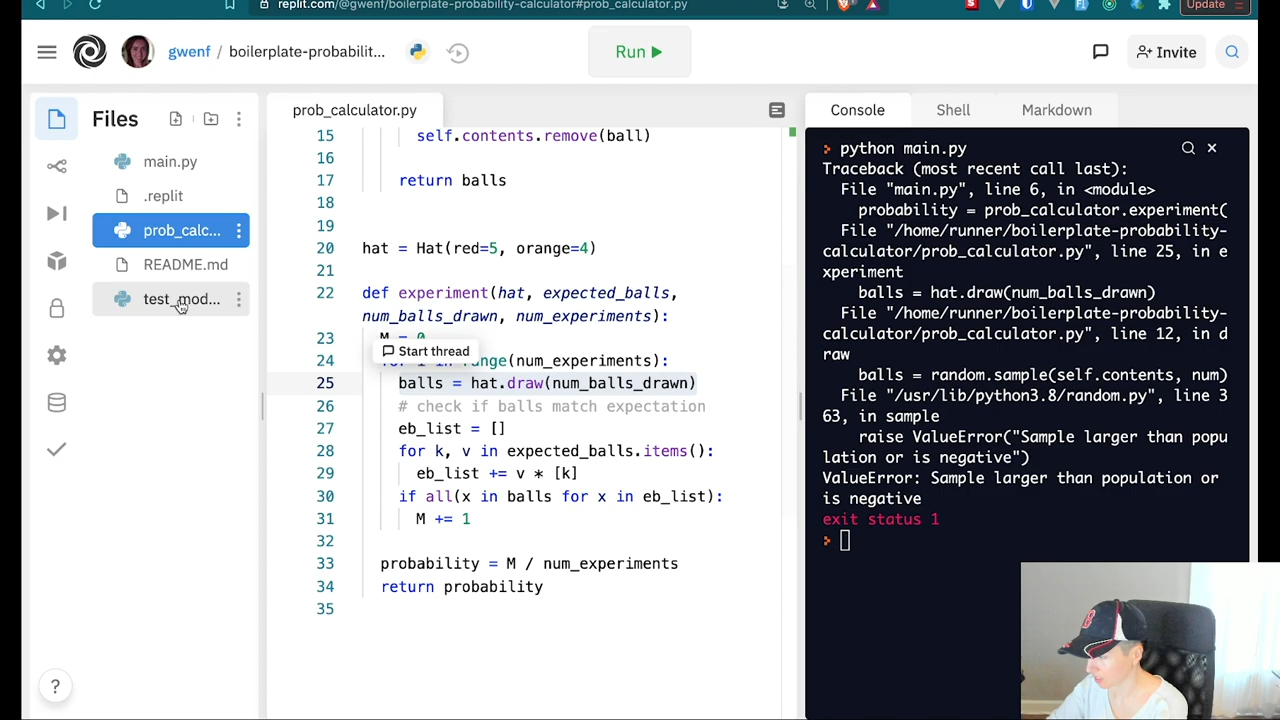 replit.com/@gwenf/boilerplate-probability-calculator#prob_calculator.py
Update
gwenf / boilerplate-probabilit...
Run
Invite
Files
main.py
.replit
prob_calc...
README.md
test_mod...
?
prob_calculator.py
15 self.contents.remove(ball)
16
17 return balls
18
19
20 hat = Hat(red=5, orange=4)
21
22 def experiment(hat, expected_balls,
num_balls_drawn, num_experiments):
23 M = 0
Start thread
24 for i in range(num_experiments):
25 balls = hat.draw(num_balls_drawn)
26 # check if balls match expectation
27 eb_list = []
28 for k, v in expected_balls.items():
29 eb_list += v * [k]
30 if all(x in balls for x in eb_list):
31 M += 1
32
33 probability = M / num_experiments
34 return probability
35
Console Shell Markdown
python main.py
Traceback (most recent call last):
File "main.py", line 6, in <module>
probability = prob_calculator.experiment(
File "/home/runner/boilerplate-probability-
calculator/prob_calculator.py", line 25, in e
xperiment
balls = hat.draw(num_balls_drawn)
File "/home/runner/boilerplate-probability-
calculator/prob_calculator.py", line 12, in d
raw
balls = random.sample(self.contents, num)
File "/usr/lib/python3.8/random.py", line 3
63, in sample
raise ValueError("Sample larger than popu
lation or is negative")
ValueError: Sample larger than population or
is negative
exit status 1